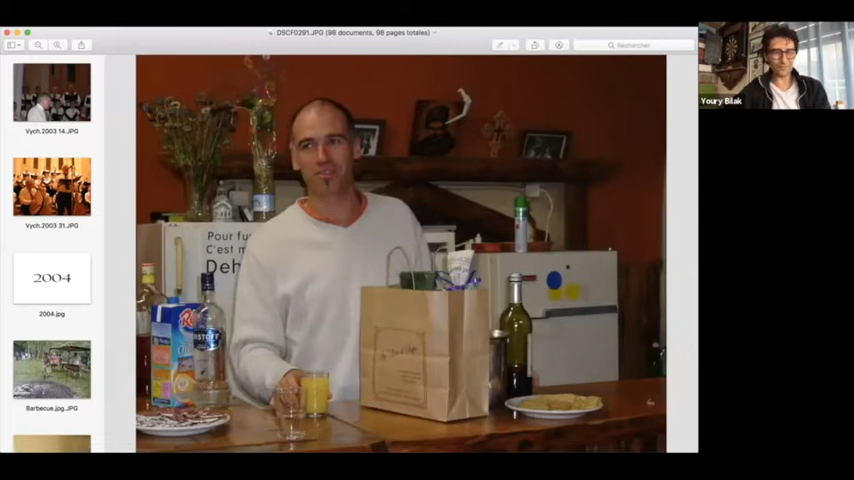 DSCF0291.JPG (98 documents, 98 pages totales)
Rechercher
Vych.2003 14.JPG
Vych.2003 31.JPG
2004
2004.jpg
Barbecue.jpg.JPG
Pour fu
C'est m
Deh
Youry Bilak